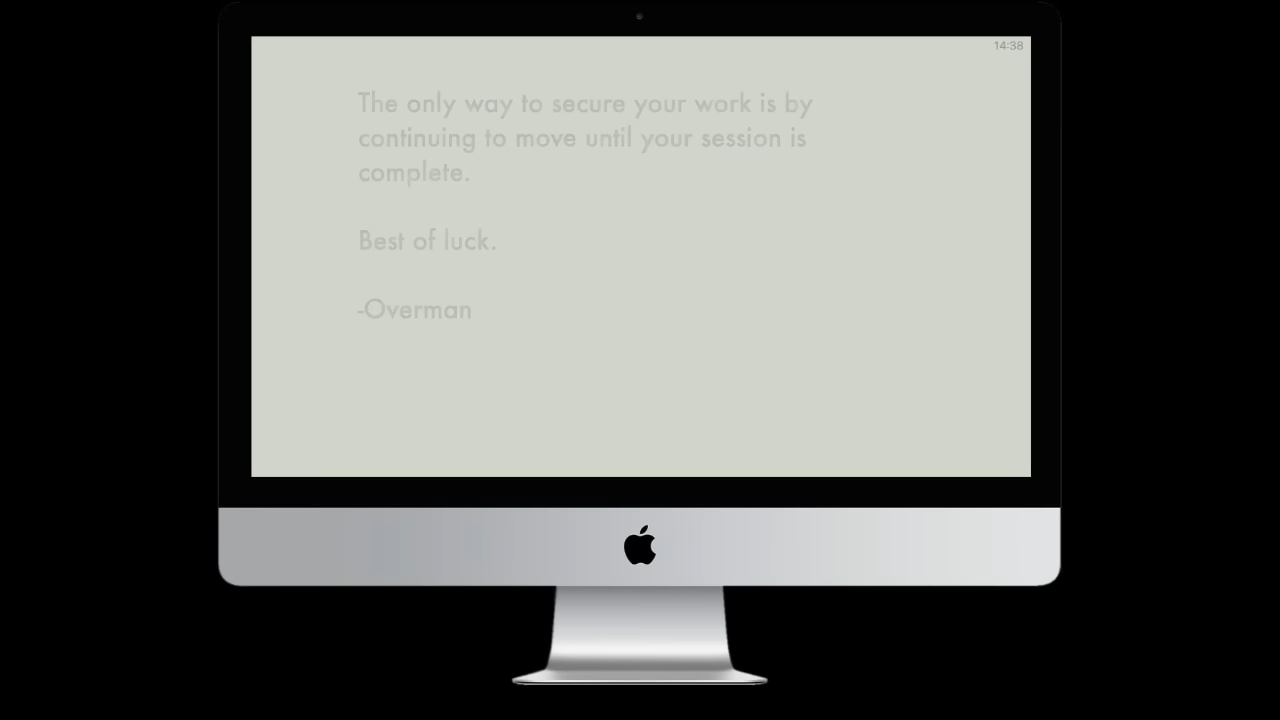 14:38
The only way to secure your work is by
continuing to move until your session is
complete.
Best of luck.
-Overman